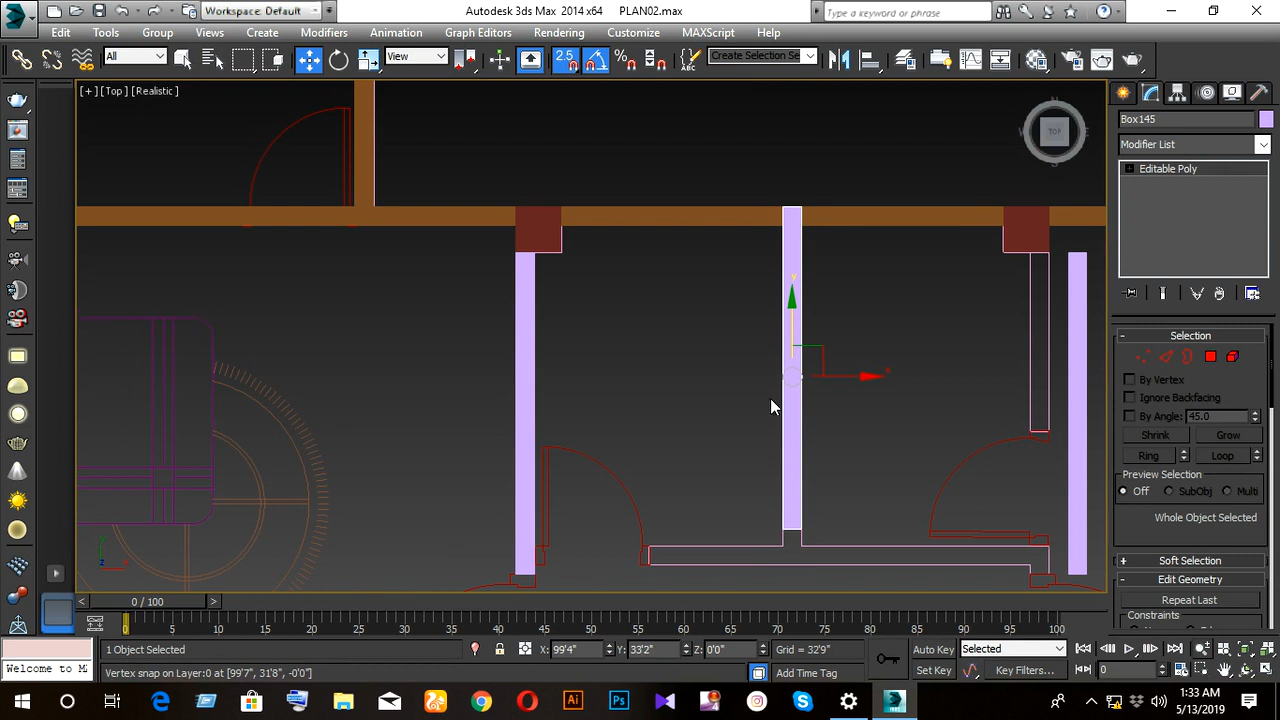 Workspace: Default
Autodesk 3ds Max 2014 x64 PLAN02.max
Type a keyword or phrase
Edit Tools Group Views Create Modifiers Animation Graph Editors Rendering Customize MAXScript Help
All
View
2.5
Create Selection Se
[+] [Top ] [Realistic ]
N
W
TOP
E
S
Box145
Modifier List
Editable Poly
y
x
Selection
By Vertex
Ignore Backfacing
By Angle: 45.0
Shrink Grow
Ring Loop
Preview Selection
Off SubObj Multi
Whole Object Selected
Soft Selection
Edit Geometry
Repeat Last
Constraints
0 / 100
0 5 10 15 20 25 30 35 40 45 50 55 60 65 70 75 80 85 90 95 100
1 Object Selected
X: 99'4" Y: 33'2" Z: 0'0" Grid = 32'9"
Auto Key Selected
Welcome to M
Vertex snap on Layer:0 at [99'7", 31'8", -0'0"]
Add Time Tag
Set Key Key Filters...
0
Ai
Ps
1:33 AM
5/13/2019